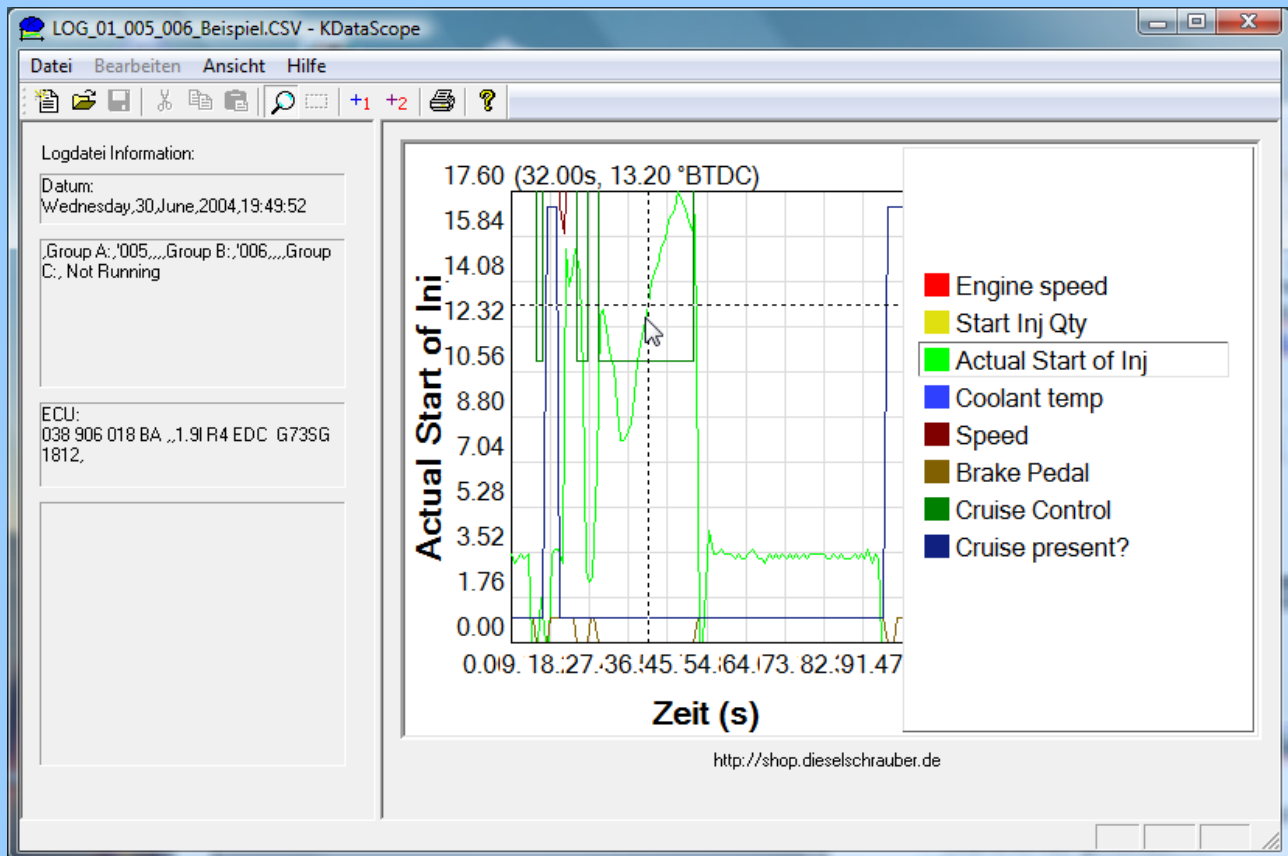 LOG_01_005_006_Beispiel.CSV - KDataScope
Datei Bearbeiten Ansicht Hilfe
+1 +2
Logdatei Information:
Datum:
Wednesday,30,June,2004,19:49:52
,Group A:,'005,,,,Group B:,'006,,,,Group
C:, Not Running
ECU:
038 906 018 BA ,,1.9l R4 EDC G73SG
1812,
17.60 (32.00s, 13.20 °BTDC)
15.84
14.08
12.32
10.56
8.80
7.04
5.28
3.52
1.76
0.00
Actual Start of Inj
Zeit (s)
Engine speed
Start Inj Qty
Actual Start of Inj
Coolant temp
Speed
Brake Pedal
Cruise Control
Cruise present?
http://shop.dieselschrauber.de